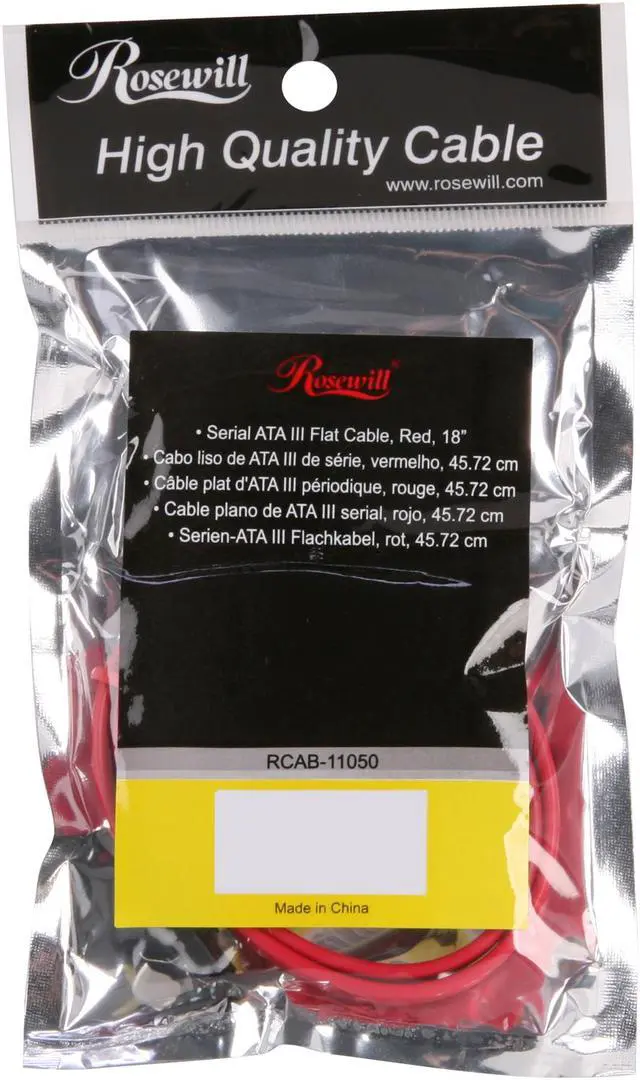 Rosewill
High Quality Cable
www.rosewill.com
Rosewill®
• Serial ATA III Flat Cable, Red, 18”
• Cabo liso de ATA III de série, vermelho, 45.72 cm
• Câble plat d'ATA III périodique, rouge, 45.72 cm
• Cable plano de ATA III serial, rojo, 45.72 cm
• Serien-ATA III Flachkabel, rot, 45.72 cm
RCAB-11050
Made in China